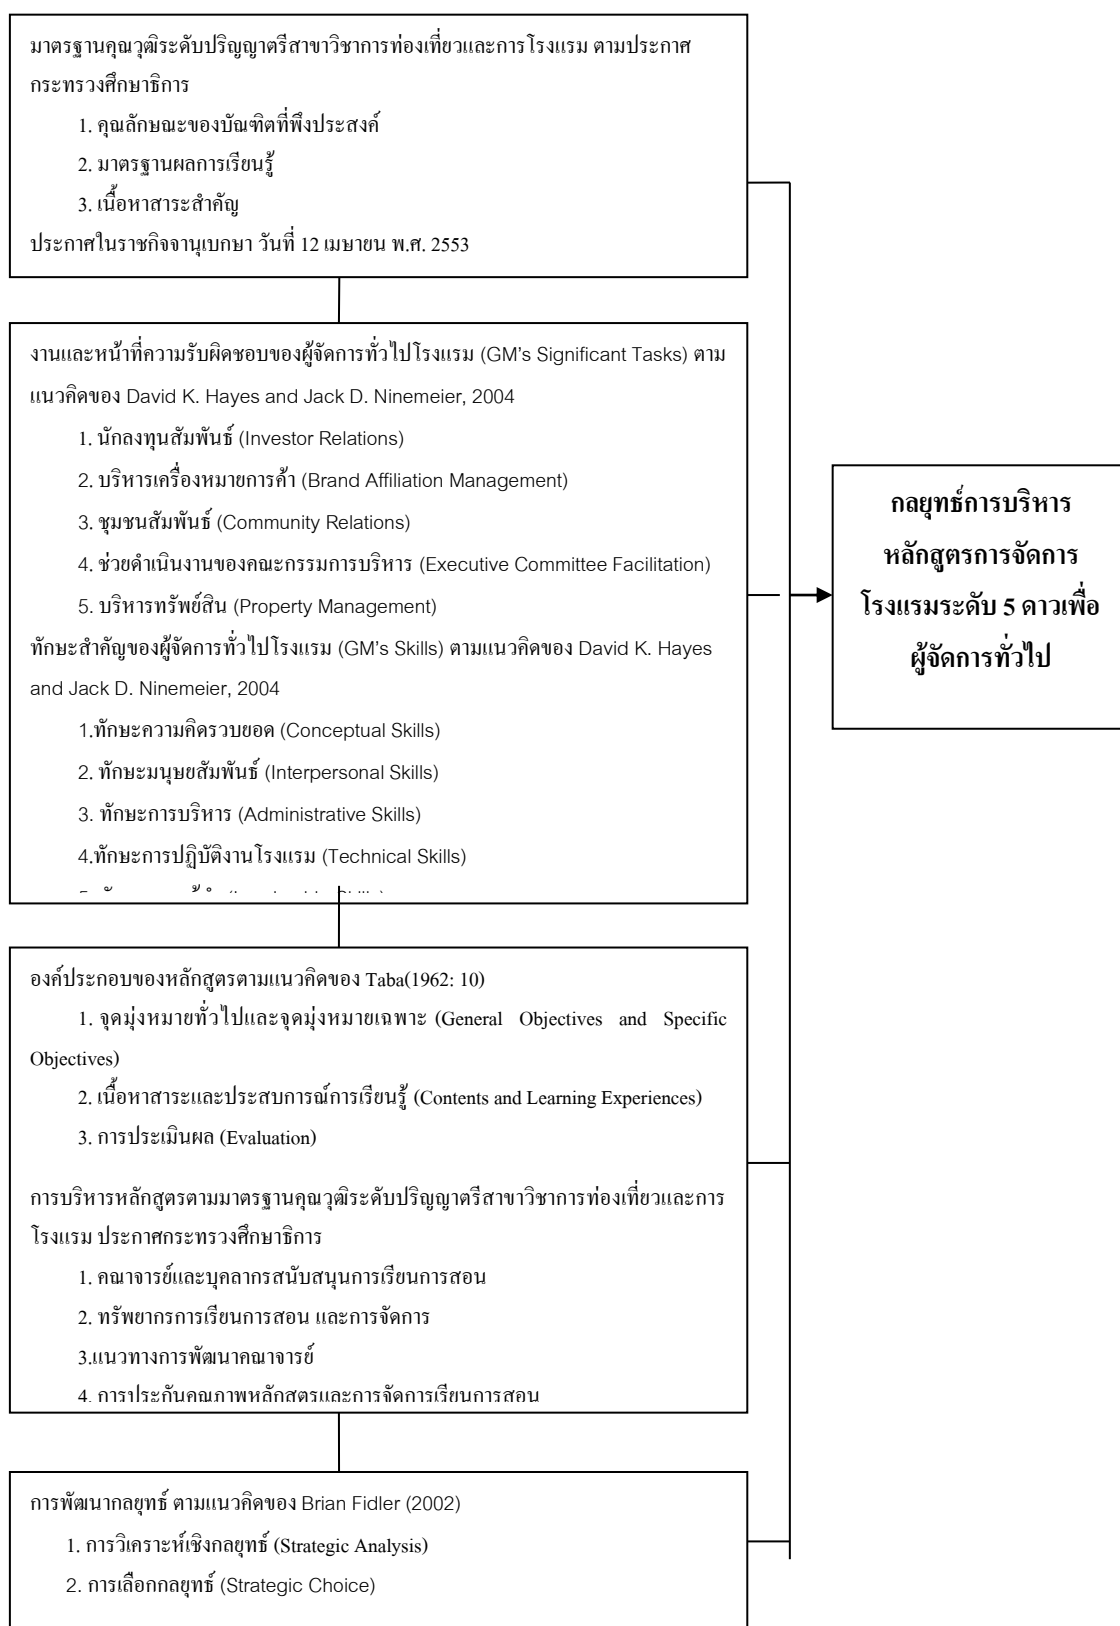 มาตรฐานคุณวุฒิระดับปริญญาตรีสาขาวิชาการท่องเที่ยวและการโรงแรม ตามประกาศ
กระทรวงศึกษาธิการ
1. คุณลักษณะของบัณฑิตที่พึงประสงค์
2. มาตรฐานผลการเรียนรู้
3. เนื้อหาสาระสำคัญ
ประกาศในราชกิจจานุเบกษา วันที่ 12 เมษายน พ.ศ. 2553
งานและหน้าที่ความรับผิดชอบของผู้จัดการทั่วไปโรงแรม (GM's Significant Tasks) ตาม
แนวคิดของ David K. Hayes and Jack D. Ninemeier, 2004
1. นักลงทุนสัมพันธ์ (Investor Relations)
2. บริหารเครื่องหมายการค้า (Brand Affiliation Management)
3. ชุมชนสัมพันธ์ (Community Relations)
4. ช่วยดำเนินงานของคณะกรรมการบริหาร (Executive Committee Facilitation)
5. บริหารทรัพย์สิน (Property Management)
ทักษะสำคัญของผู้จัดการทั่วไปโรงแรม (GM's Skills) ตามแนวคิดของ David K. Hayes
and Jack D. Ninemeier, 2004
1.ทักษะความคิดรวบยอด (Conceptual Skills)
2. ทักษะมนุษยสัมพันธ์ (Interpersonal Skills)
3. ทักษะการบริหาร (Administrative Skills)
4.ทักษะการปฏิบัติงานโรงแรม (Technical Skills)
กลยุทธ์การบริหาร
หลักสูตรการจัดการ
โรงแรมระดับ 5 ดาวเพื่อ
ผู้จัดการทั่วไป
องค์ประกอบของหลักสูตรตามแนวคิดของ Taba(1962: 10)
1. จุดมุ่งหมายทั่วไปและจุดมุ่งหมายเฉพาะ (General Objectives and Specific
Objectives)
2. เนื้อหาสาระและประสบการณ์การเรียนรู้ (Contents and Learning Experiences)
3. การประเมินผล (Evaluation)
การบริหารหลักสูตรตามมาตรฐานคุณวุฒิระดับปริญญาตรีสาขาวิชาการท่องเที่ยวและการ
โรงแรม ประกาศกระทรวงศึกษาธิการ
1. คณาจารย์และบุคลากรสนับสนุนการเรียนการสอน
2. ทรัพยากรการเรียนการสอน และการจัดการ
3.แนวทางการพัฒนาคณาจารย์
4. การประกันคุณภาพหลักสูตรและการจัดการเรียนการสอน
การพัฒนากลยุทธ์ ตามแนวคิดของ Brian Fidler (2002)
1. การวิเคราะห์เชิงกลยุทธ์ (Strategic Analysis)
2. การเลือกกลยุทธ์ (Strategic Choice)